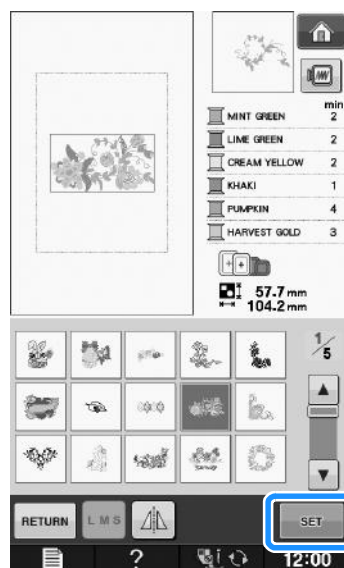 min
MINT GREEN 2
LIME GREEN 2
CREAM YELLOW 2
KHAKI 1
PUMPKIN 4
HARVEST GOLD 3
57.7 mm
104.2 mm
1/5
RETURN L M S SET
? 12:00